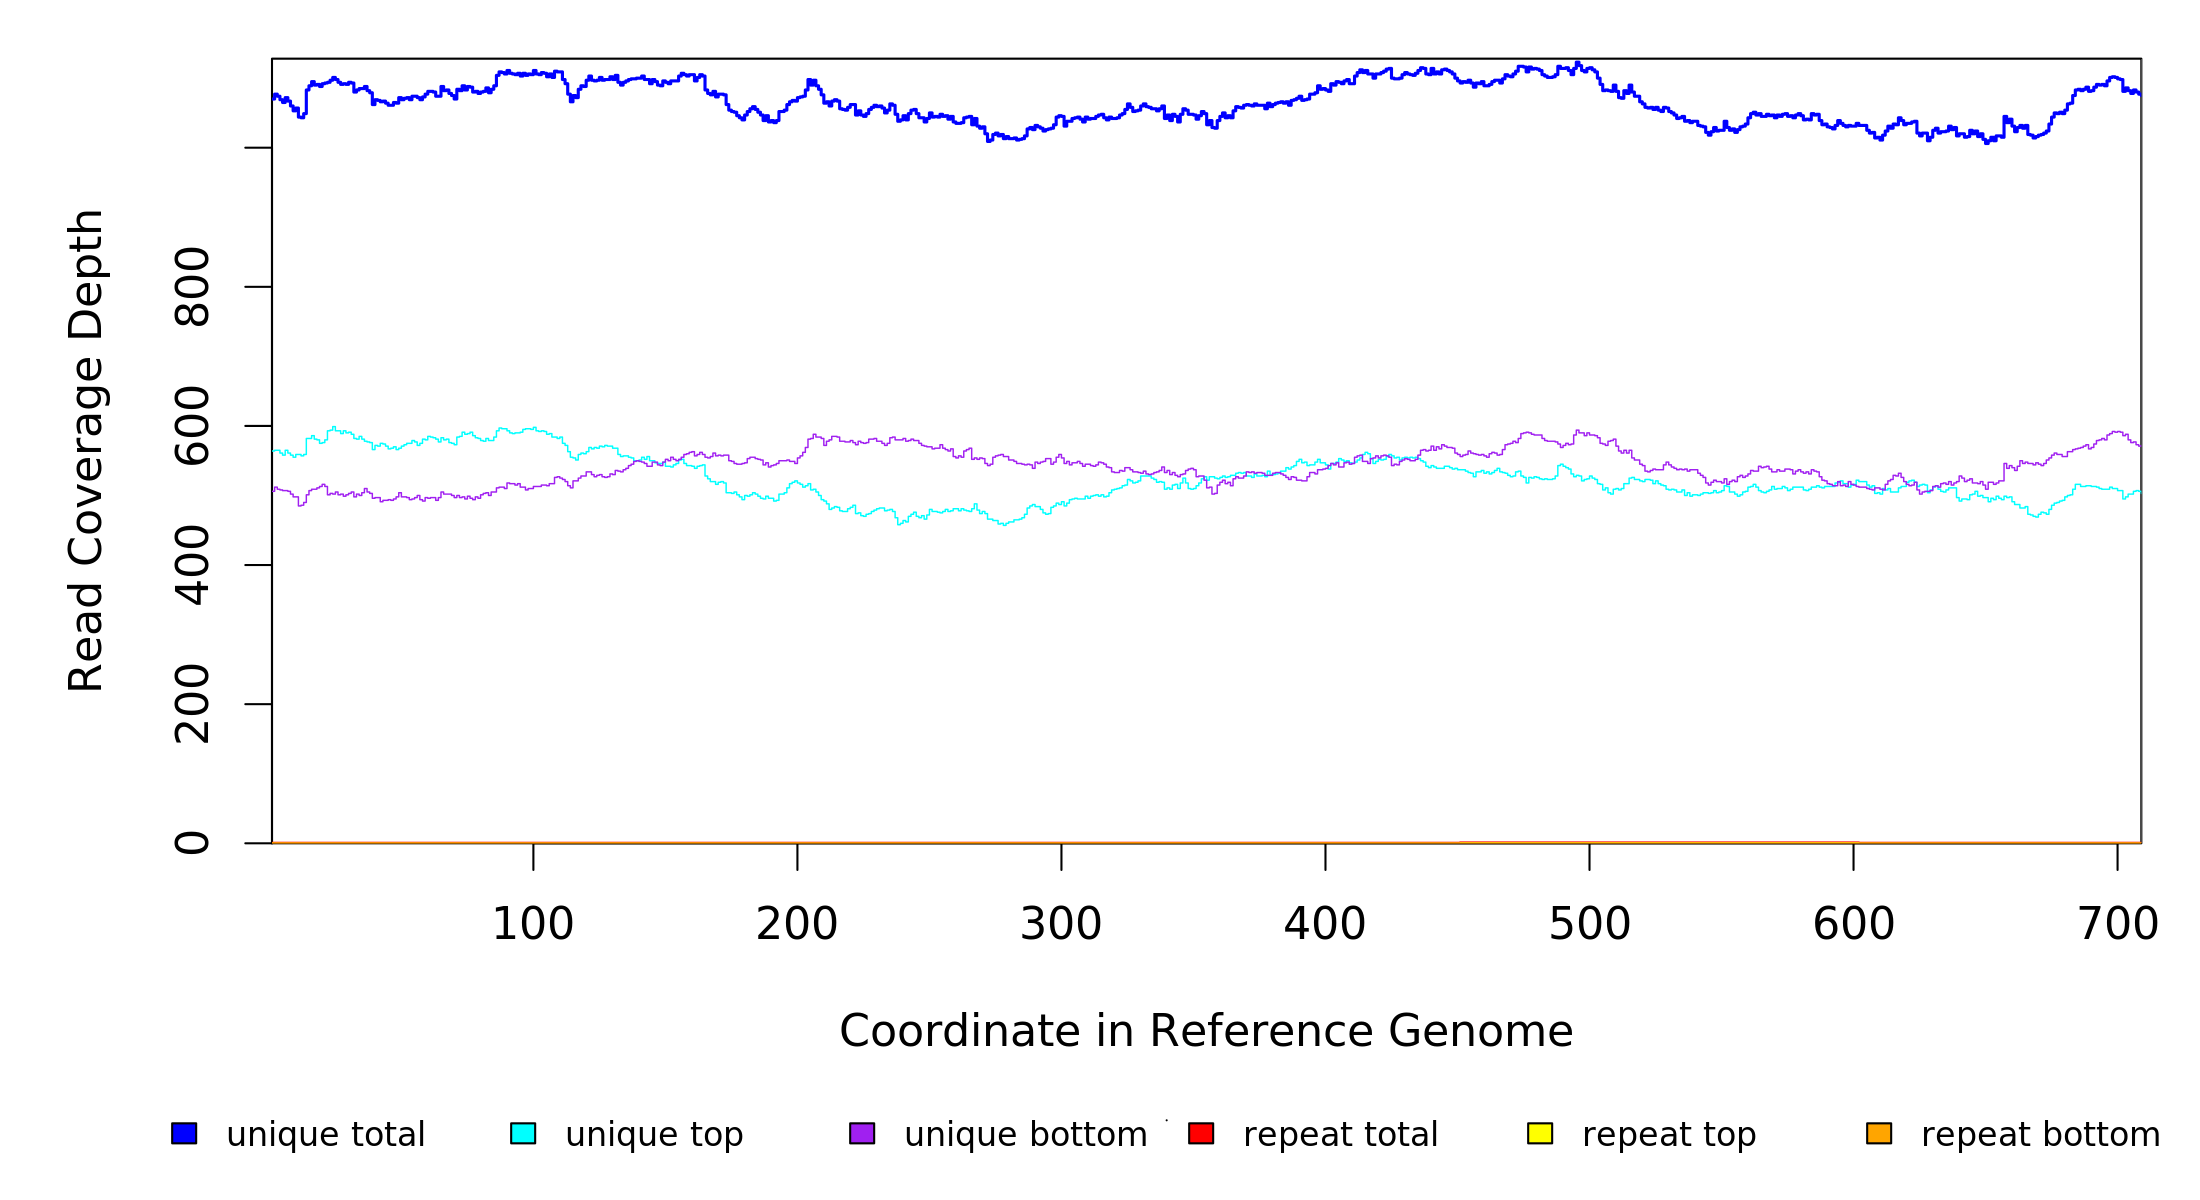 Read Coverage Depth
800
600
400
200
0
100 200 300 400 500 600 700
Coordinate in Reference Genome
unique total unique top unique bottom repeat total repeat top repeat bottom